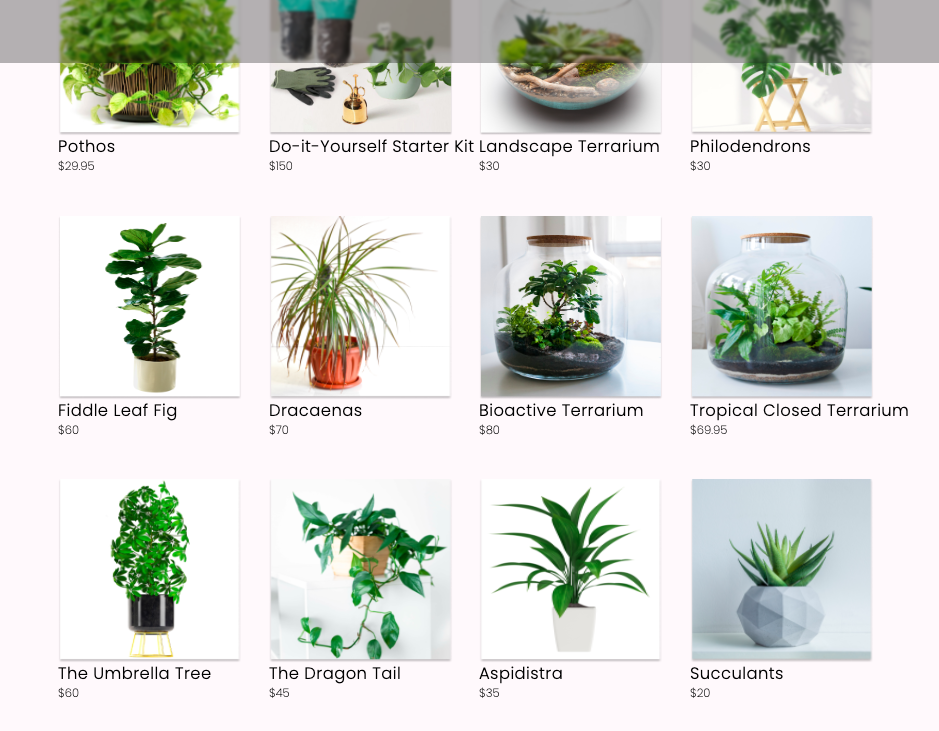 Pothos
$29.95
Do-it-Yourself Starter Kit
$150
Landscape Terrarium
$30
Philodendrons
$30
Fiddle Leaf Fig
$60
Dracaenas
$70
Bioactive Terrarium
$80
Tropical Closed Terrarium
$69.95
The Umbrella Tree
$60
The Dragon Tail
$45
Aspidistra
$35
Succulants
$20